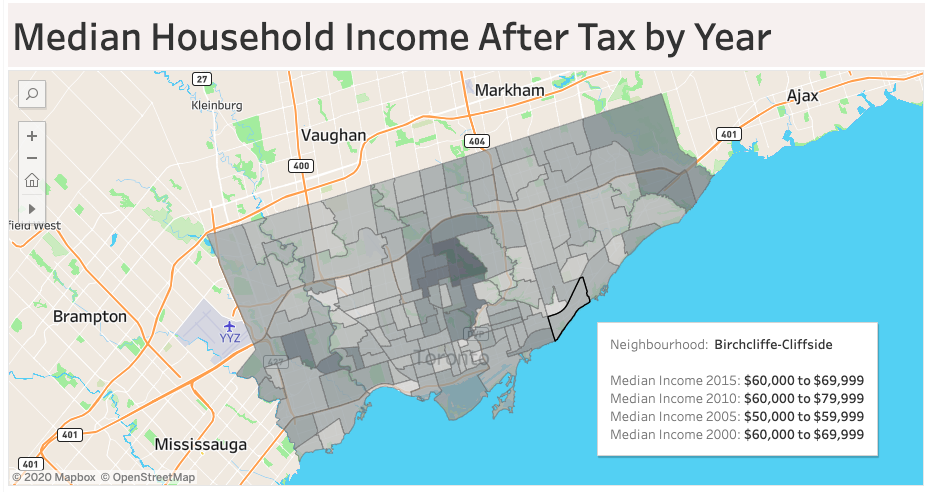 Median Household Income After Tax by Year
27
Kleinburg
Markham
Ajax
Vaughan
404
401
400
field West
Brampton
YYZ
427
DVP
Toronto
Neighbourhood: Birchcliffe-Cliffside
Median Income 2015: $60,000 to $69,999
Median Income 2010: $60,000 to $79,999
Median Income 2005: $50,000 to $59,999
Median Income 2000: $60,000 to $69,999
401
Mississauga
401
© 2020 Mapbox © OpenStreetMap